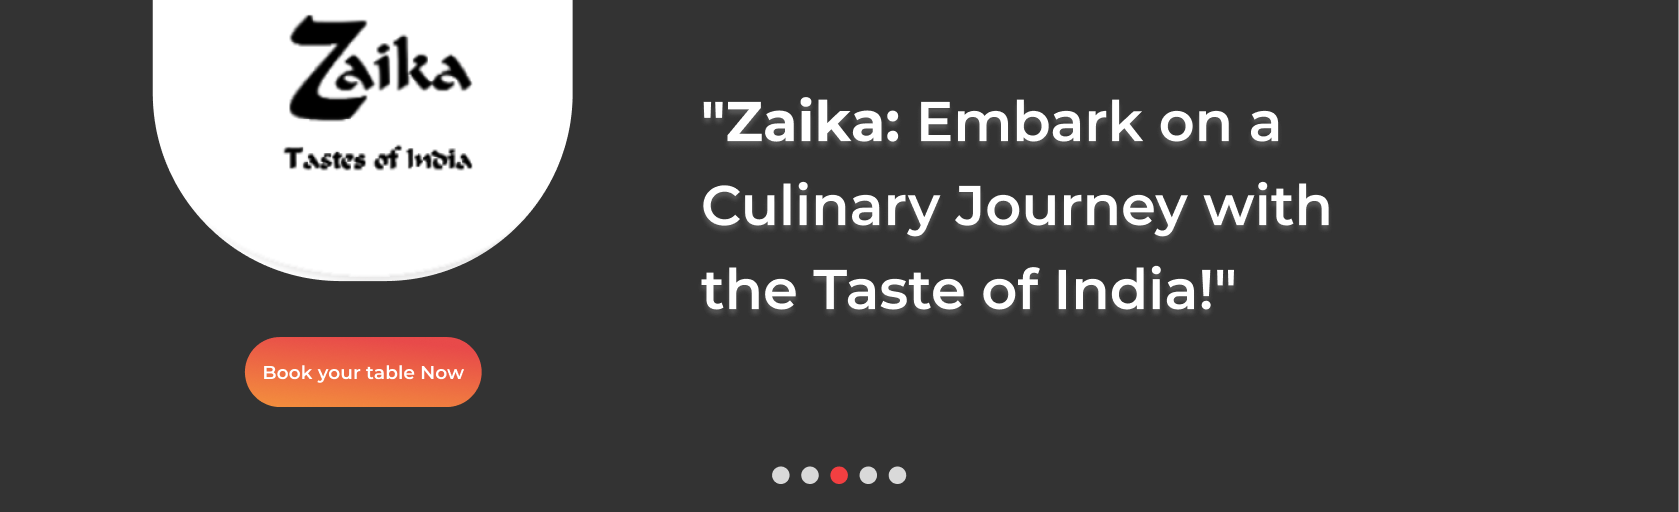 Zaika
Tastes of India
"Zaika: Embark on a
Culinary Journey with
the Taste of India!"
Book your table Now